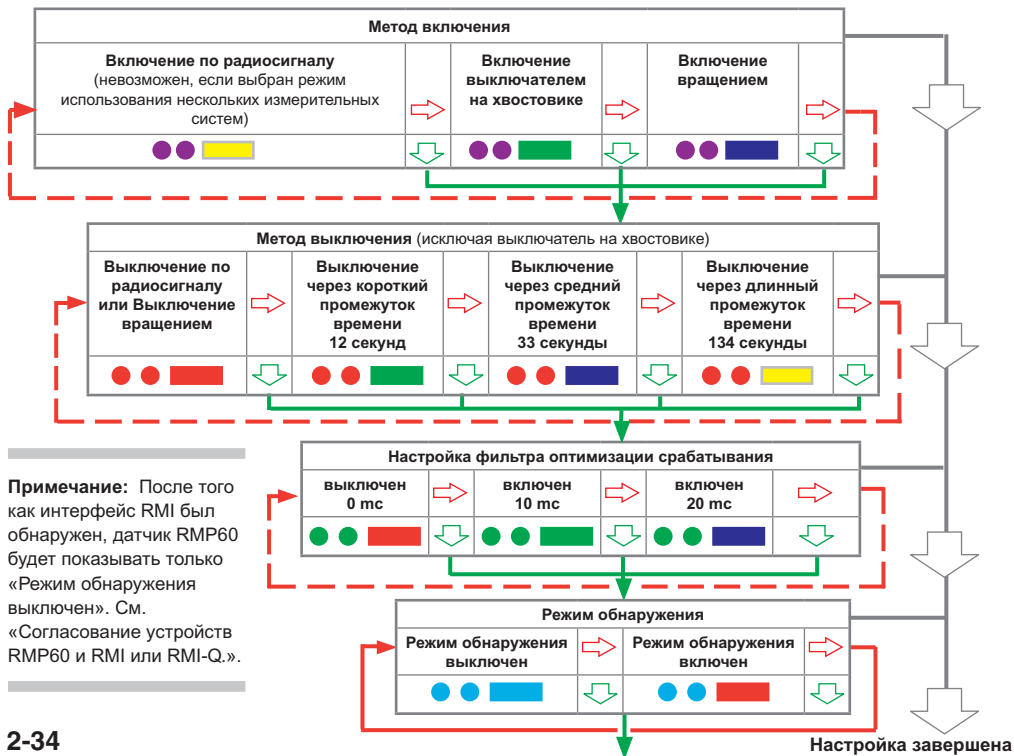 Метод включения
Включение по радиосигналу
(невозможен, если выбран режим
использования нескольких измерительных
систем)
Включение
выключателем
на хвостовике
Включение
вращением
Метод выключения (исключая выключатель на хвостовике)
Выключение по
радиосигналу
или Выключение
вращением
Выключение
через короткий
промежуток
времени
12 секунд
Выключение
через средний
промежуток
времени
33 секунды
Выключение
через длинный
промежуток
времени
134 секунды
Настройка фильтра оптимизации срабатывания
выключен
0 mc
включен
10 mc
включен
20 mc
Примечание: После того
как интерфейс RMI был
обнаружен, датчик RMP60
будет показывать только
«Режим обнаружения
выключен». См.
«Согласование устройств
RMP60 и RMI или RMI-Q.».
Режим обнаружения
Режим обнаружения
выключен
Режим обнаружения
включен
2-34
Настройка завершена